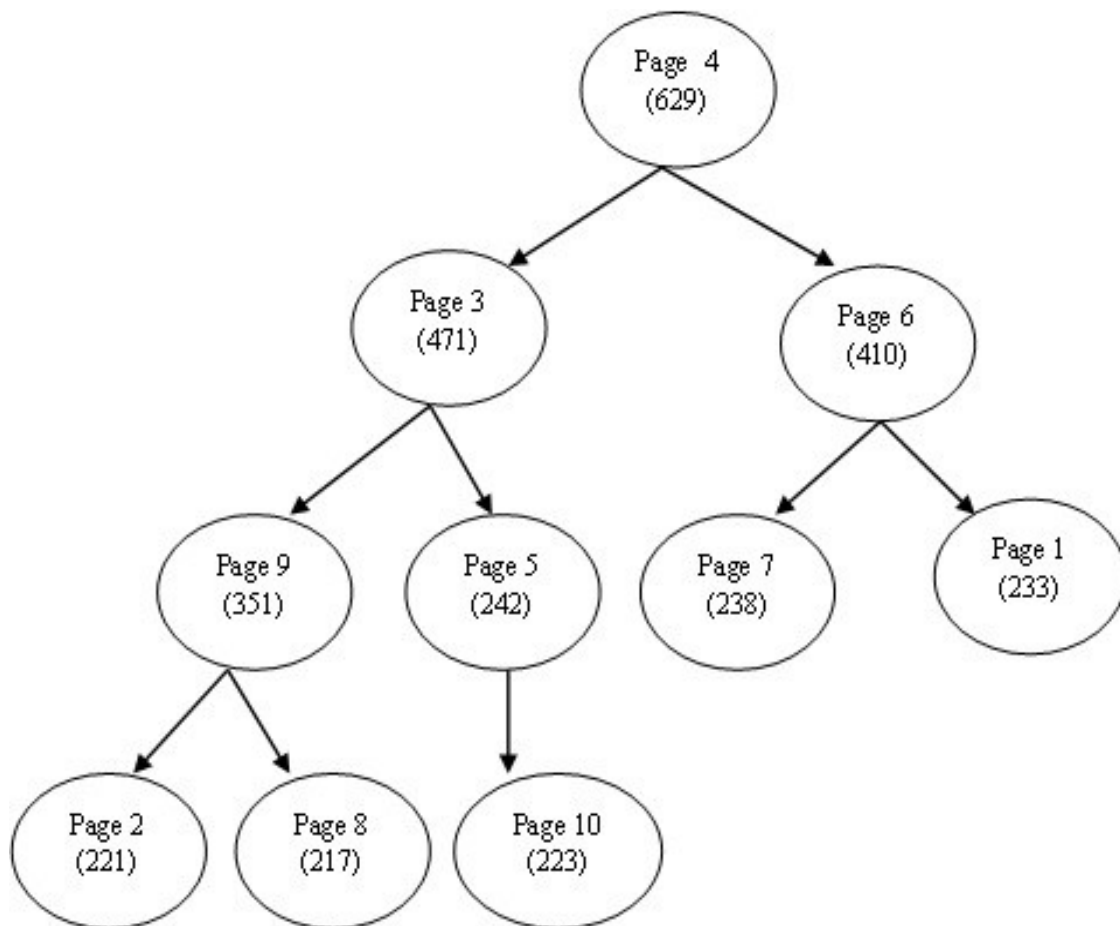 Page 4
(629)
Page 3
(471)
Page 6
(410)
Page 9
(351)
Page 5
(242)
Page 7
(238)
Page 1
(233)
Page 2
(221)
Page 8
(217)
Page 10
(223)